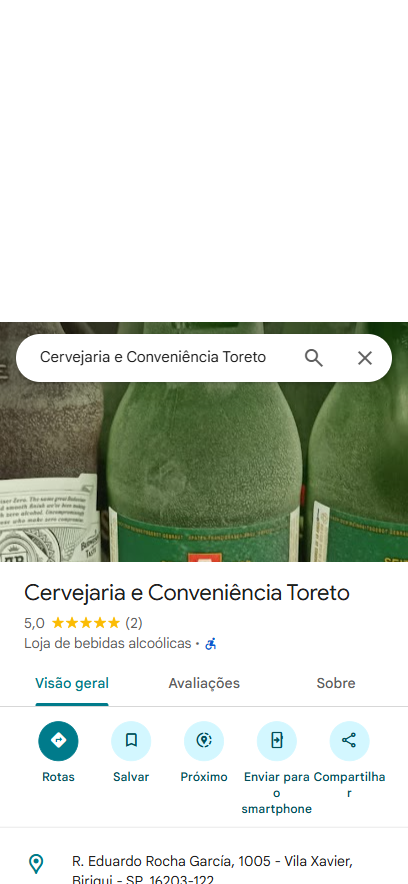 Cervejaria e Conveniência Toreto
Cervejaria e Conveniência Toreto
5,0 (2)
Loja de bebidas alcoólicas •
Visão geral Avaliações Sobre
Rotas Salvar Próximo Enviar para o smartphone Compartilhar
R. Eduardo Rocha García, 1005 - Vila Xavier,
Birigui - SP, 16203-122